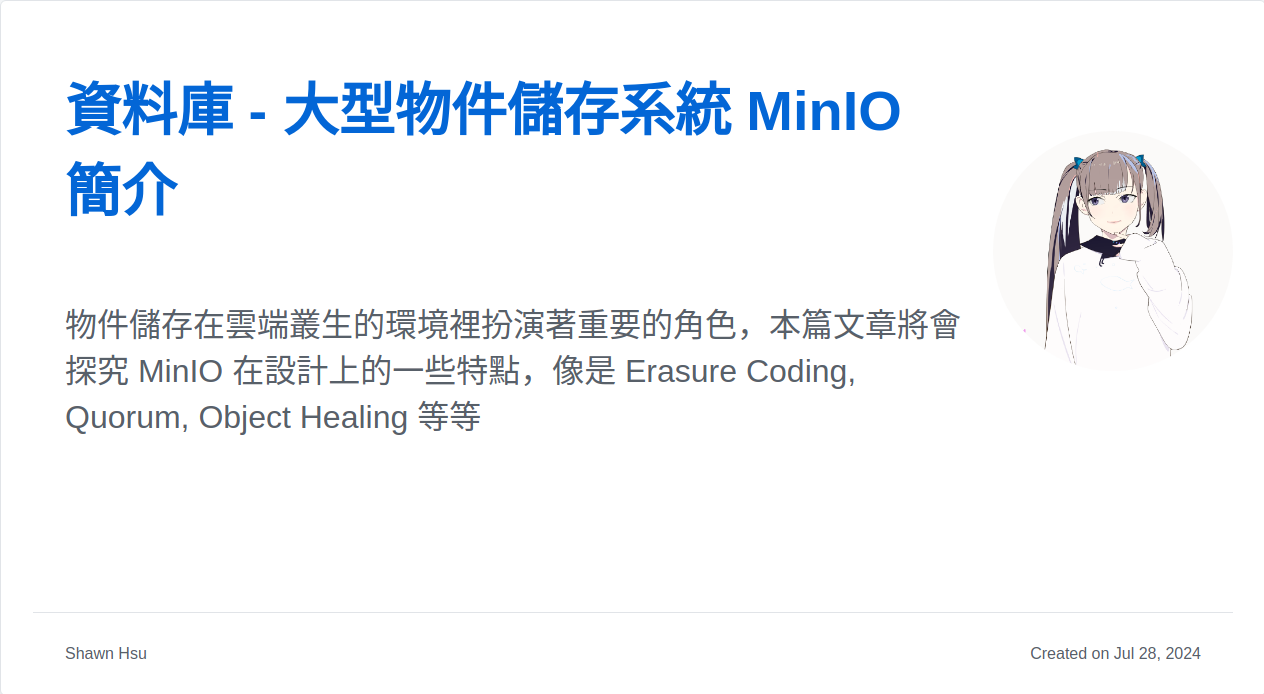 資料庫 - 大型物件儲存系統 MinIO
簡介
物件儲存在雲端叢生的環境裡扮演著重要的角色，本篇文章將會
探究 MinIO 在設計上的一些特點，像是 Erasure Coding,
Quorum, Object Healing 等等
Shawn Hsu
Created on Jul 28, 2024